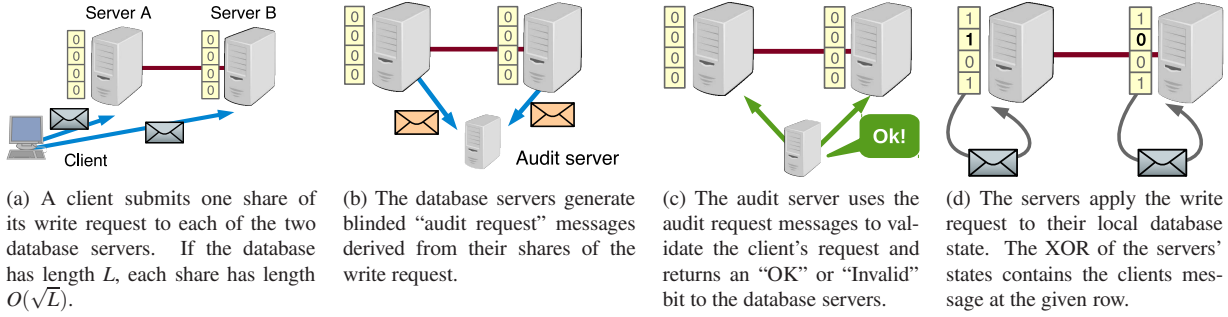 Server A
Server B
0
0
0
0
0
0
0
0
Client
0
0
0
0
0
0
0
0
Audit server
0
0
0
0
0
0
0
0
Ok!
1
1
0
1
1
0
0
1
(a) A client submits one share of
its write request to each of the two
database servers. If the database
has length L, each share has length
O(√L).
(b) The database servers generate
blinded “audit request” messages
derived from their shares of the
write request.
(c) The audit server uses the
audit request messages to val-
idate the client’s request and
returns an “OK” or “Invalid”
bit to the database servers.
(d) The servers apply the write
request to their local database
state. The XOR of the servers’
states contains the clients mes-
sage at the given row.